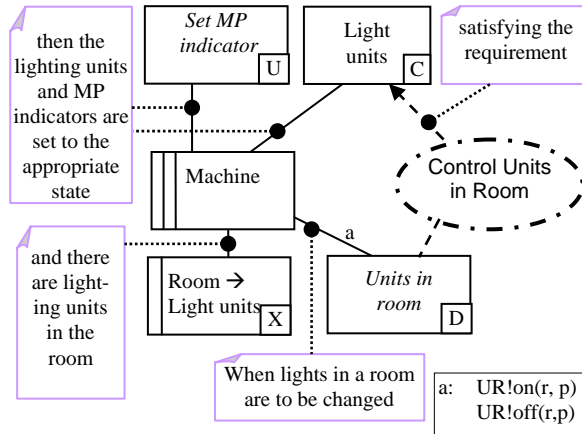 then the
lighting units
and MP
indicators are
set to the
appropriate
state
Set MP
indicator
U
Light
units
C
satisfying the
requirement
Machine
Control Units
in Room
a
and there
are light-
ing units
in the
room
Room →
Light units
X
Units in
room
D
When lights in a room
are to be changed
a: UR!on(r, p)
UR!off(r,p)